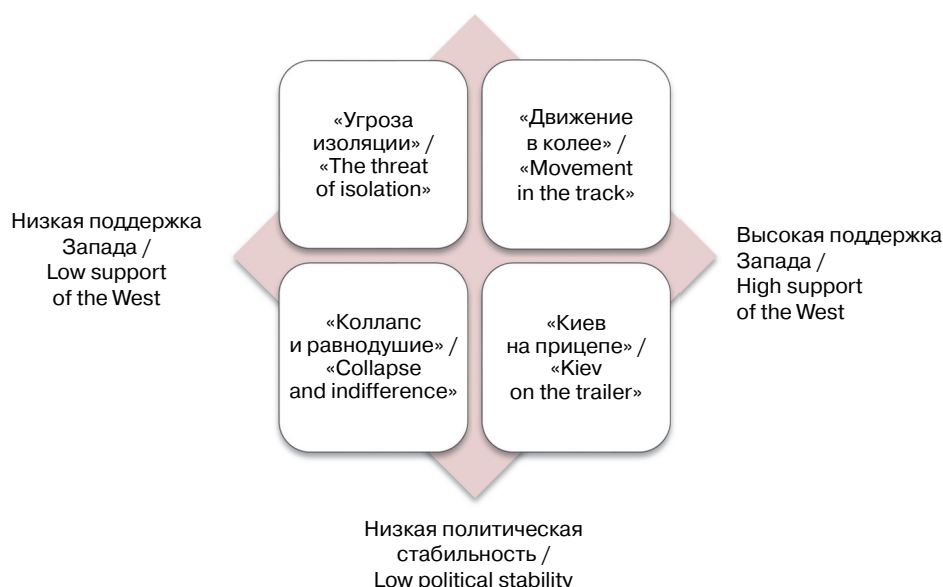 «Угроза
изоляции» /
«The threat
of isolation»
«Движение
в колее» /
«Movement
in the track»
Низкая поддержка
Запада /
Low support
of the West
Высокая поддержка
Запада /
High support
of the West
«Коллапс
и равнодушие» /
«Collapse
and indifference»
«Киев
на прицепе» /
«Kiev
on the trailer»
Низкая политическая
стабильность /
Low political stability